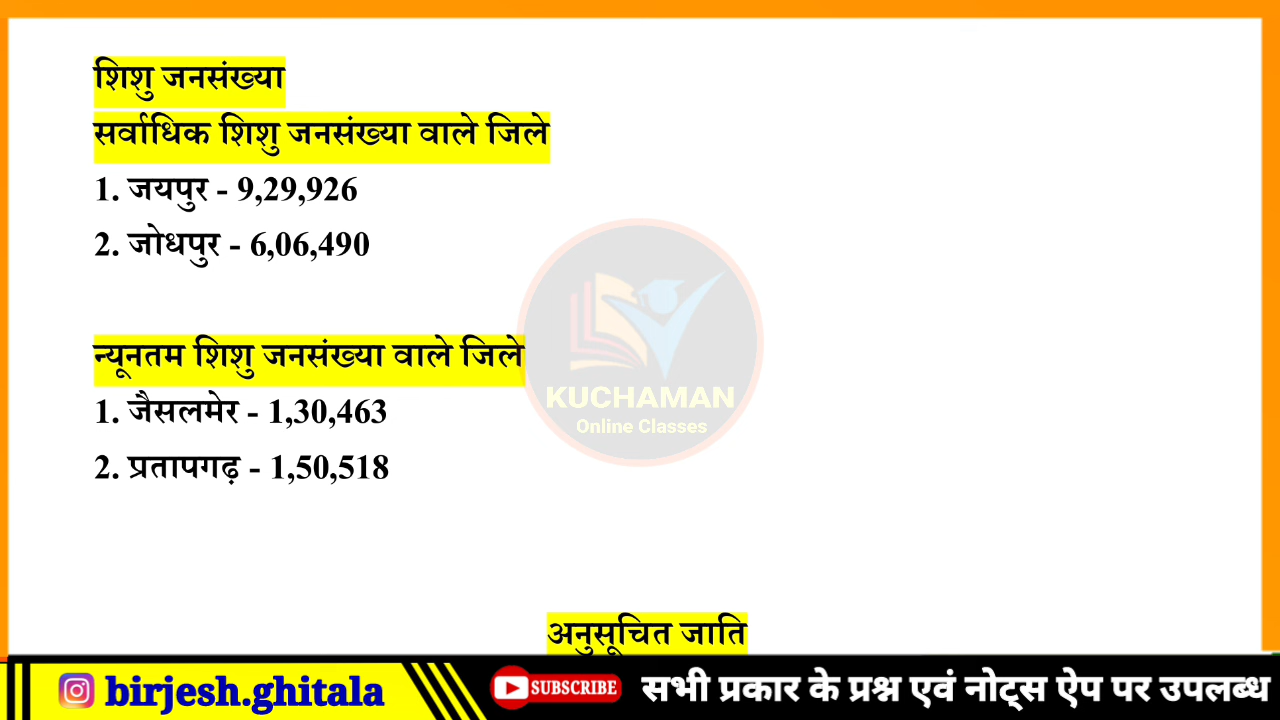 शिशु जनसंख्या
सर्वाधिक शिशु जनसंख्या वाले जिले
1. जयपुर - 9,29,926
2. जोधपुर - 6,06,490
न्यूनतम शिशु जनसंख्या वाले जिले
1. जैसलमेर - 1,30,463
2. प्रतापगढ़ - 1,50,518
KUCHAMAN
Online Classes
अनुसूचित जाति
birjesh.ghitala
SUBSCRIBE
सभी प्रकार के प्रश्न एवं नोट्स ऐप पर उपलब्ध